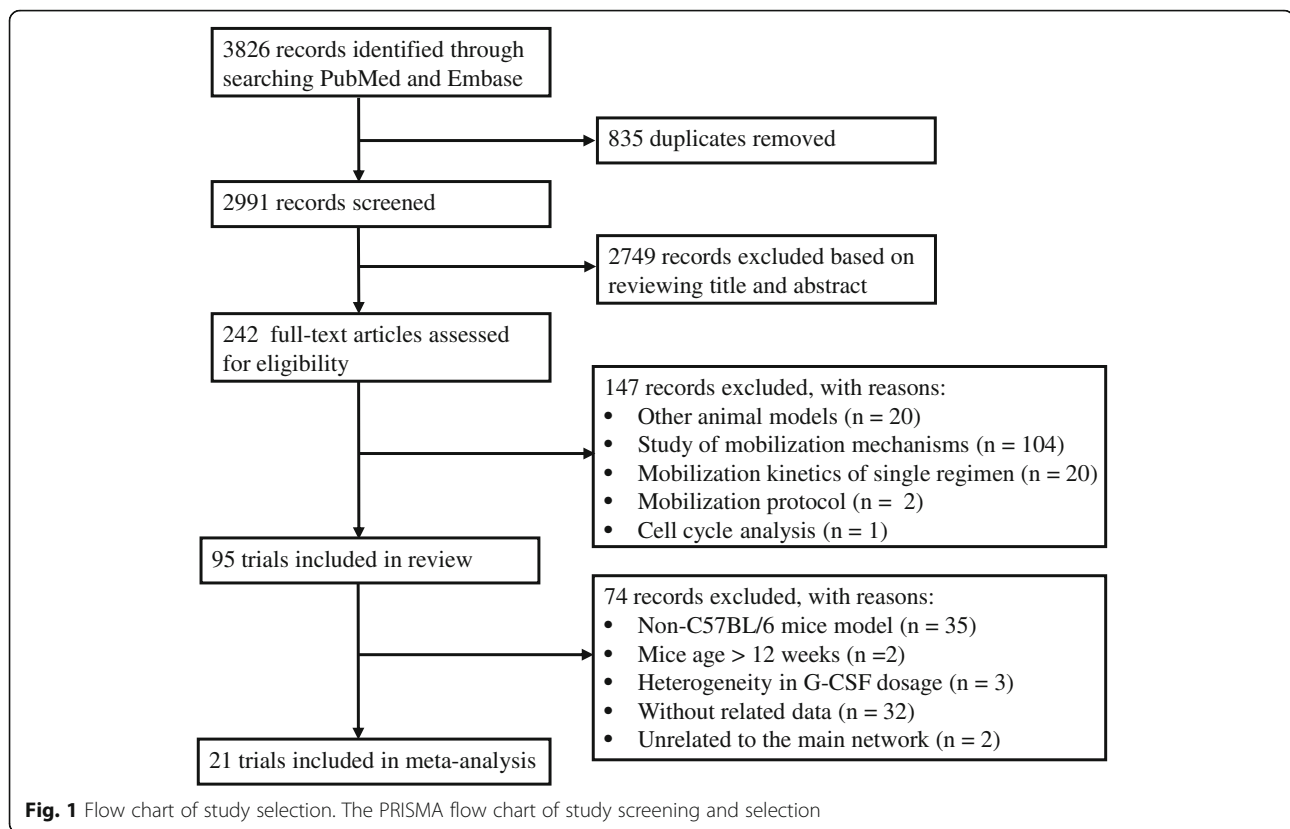 3826 records identified through
searching PubMed and Embase
835 duplicates removed
2991 records screened
2749 records excluded based on
reviewing title and abstract
242 full-text articles assessed
for eligibility
147 records excluded, with reasons:
• Other animal models (n = 20)
• Study of mobilization mechanisms (n = 104)
• Mobilization kinetics of single regimen (n = 20)
• Mobilization protocol (n = 2)
• Cell cycle analysis (n = 1)
95 trials included in review
74 records excluded, with reasons:
• Non-C57BL/6 mice model (n = 35)
• Mice age > 12 weeks (n =2)
• Heterogeneity in G-CSF dosage (n = 3)
• Without related data (n = 32)
• Unrelated to the main network (n = 2)
21 trials included in meta-analysis
Fig. 1 Flow chart of study selection. The PRISMA flow chart of study screening and selection